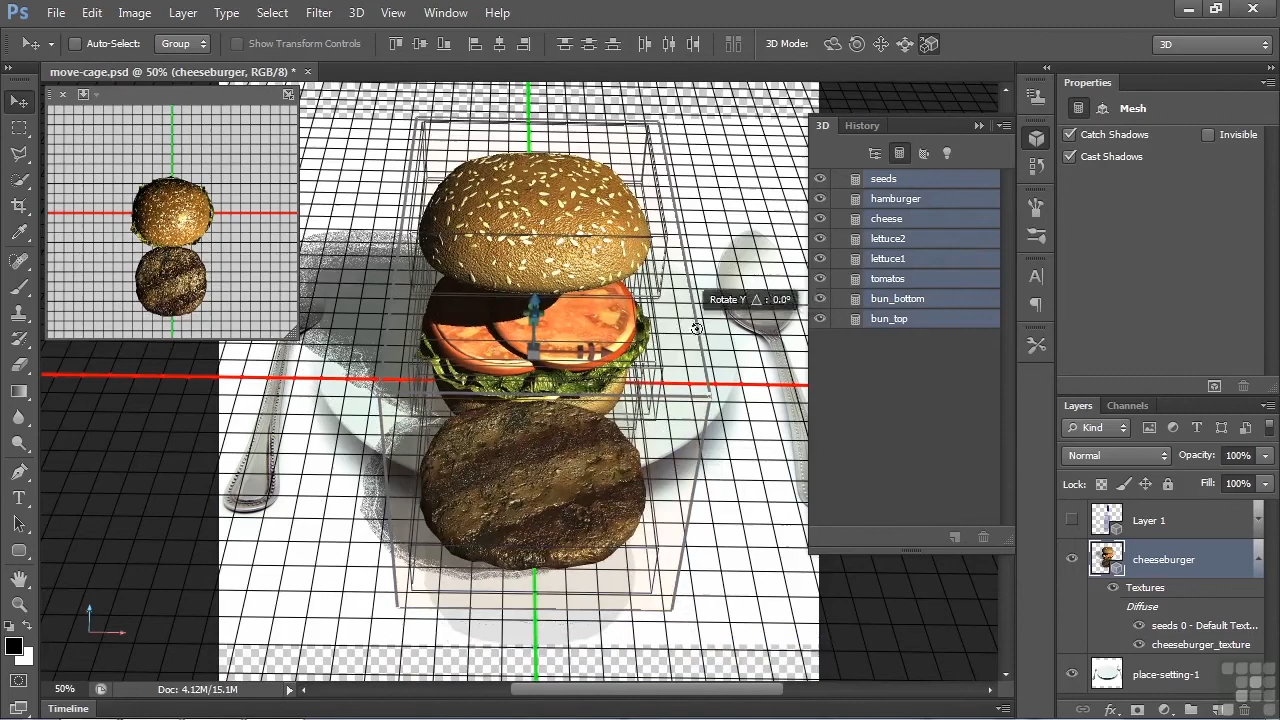 Ps File Edit Image Layer Type Select Filter 3D View Window Help
Auto-Select: Group Show Transform Controls 3D Mode: 3D
move-cage.psd @ 50% (cheeseburger, RGB/8) * ×
3D History
seeds
hamburger
cheese
lettuce2
lettuce1
tomatos
bun_bottom
bun_top
Rotate Y △ : 0.0°
Properties
Mesh
Catch Shadows Invisible
Cast Shadows
Layers Channels
Kind
Normal Opacity: 100%
Lock: Fill: 100%
Layer 1
cheeseburger
Textures
Diffuse
seeds 0 - Default Text...
cheeseburger_texture
place-setting-1
fx
50% Doc: 4.12M/15.1M
Timeline